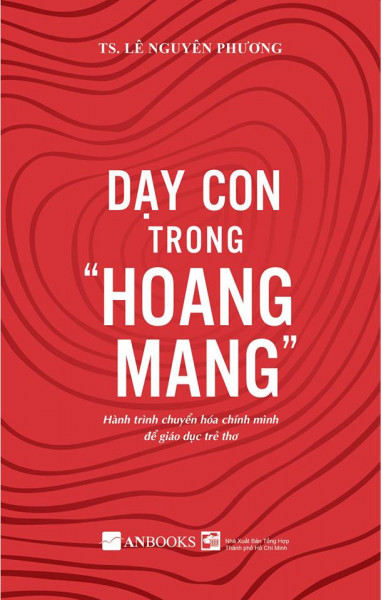 TS. LÊ NGUYÊN PHƯƠNG
DẠY CON
TRONG
“HOANG
MANG”
Hành trình chuyển hóa chính mình
để giáo dục trẻ thơ
ANBOOKS
Nhà Xuất Bản Tổng Hợp
Thành phố Hồ Chí Minh